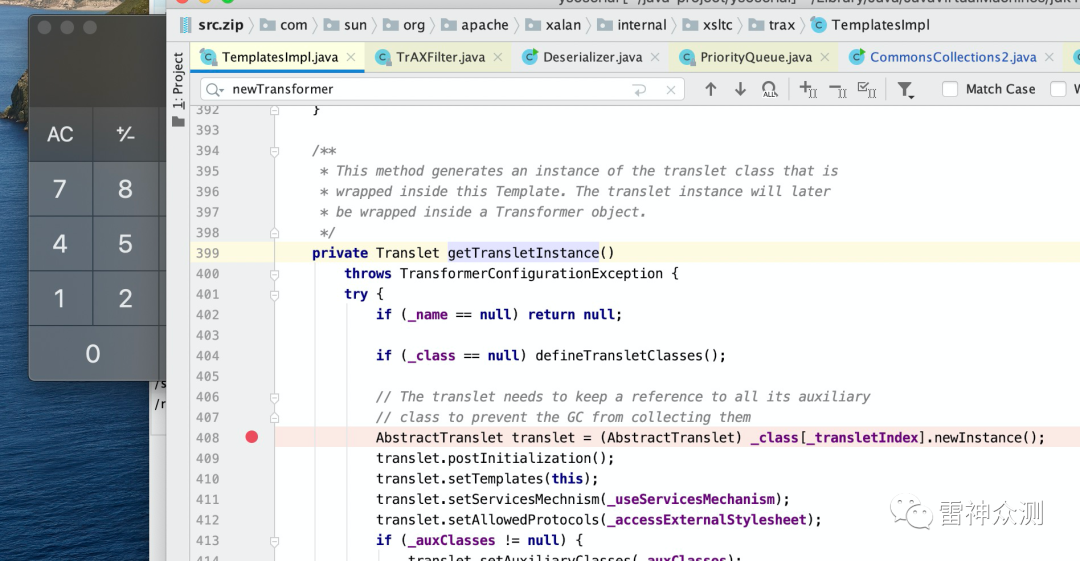 src.zip com sun org apache xalan internal xsltc trax TemplatesImpl
1: Project
TemplatesImpl.java TrAXFilter.java Deserializer.java PriorityQueue.java CommonsCollections2.java
newTransformer Match Case
AC +/-
7 8
4 5
1 2
0
392 }
393
394 /**
395 * This method generates an instance of the translet class that is
396 * wrapped inside this Template. The translet instance will later
397 * be wrapped inside a Transformer object.
398 */
399 private Translet getTransletInstance()
400 throws TransformerConfigurationException {
401 try {
402 if (_name == null) return null;
403
404 if (_class == null) defineTransletClasses();
405
406 // The translet needs to keep a reference to all its auxiliary
407 // class to prevent the GC from collecting them
408 AbstractTranslet translet = (AbstractTranslet) _class[_transletIndex].newInstance();
409 translet.postInitialization();
410 translet.setTemplates(this);
411 translet.setServicesMechnism(_useServicesMechanism);
412 translet.setAllowedProtocols(_accessExternalStylesheet);
413 if (_auxClasses != null) {
414 translet.setAuxiliaryClasses(_auxClasses);
雷神众测